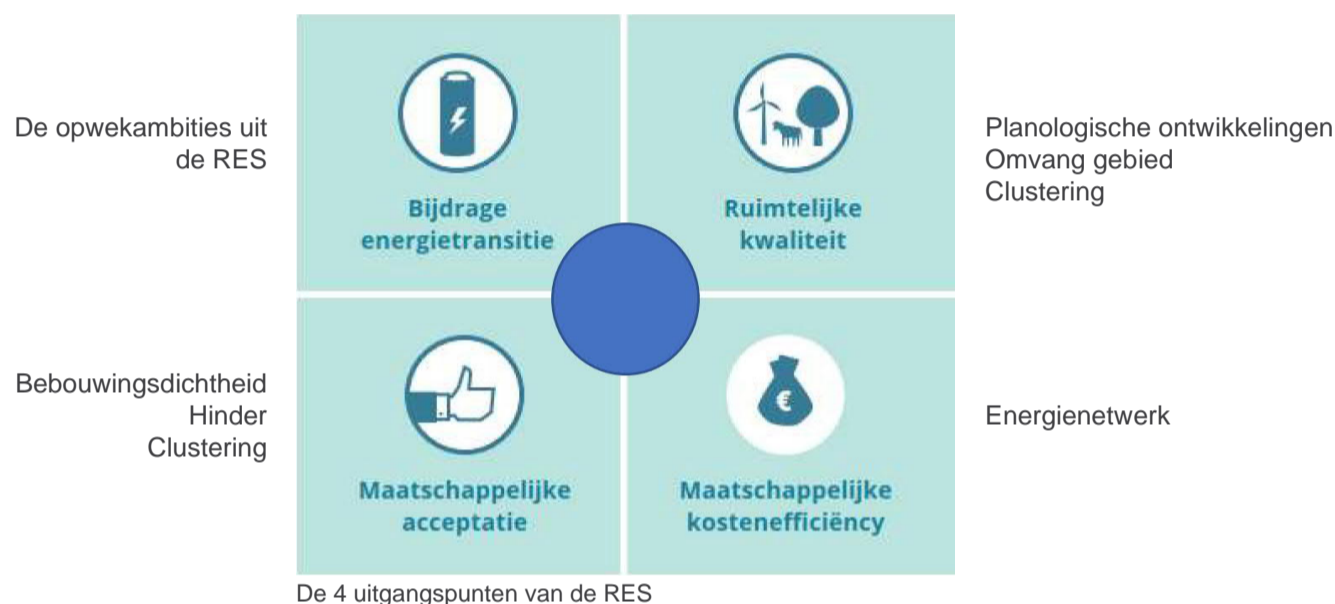 De opwekambities uit
de RES
Bijdrage
energietransitie
Ruimtelijke
kwaliteit
Planologische ontwikkelingen
Omvang gebied
Clustering
Bebouwingsdichtheid
Hinder
Clustering
Maatschappelijke
acceptatie
€
Maatschappelijke
kostenefficiëncy
Energienetwerk
De 4 uitgangspunten van de RES